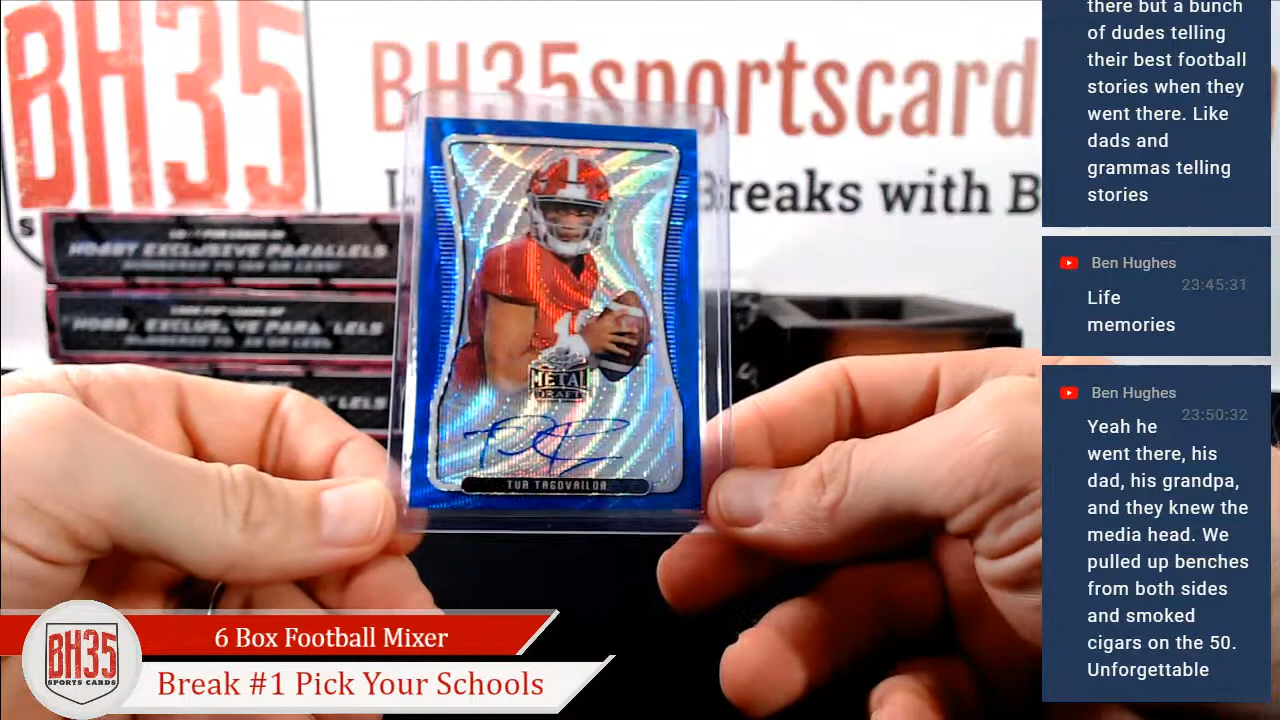 BH35
BH35sportscard
reaks with B
S
HOBBY EXCLUSIVE PARALLELS
METAL
DRAFT
TUA TAGOVAILOA
there but a bunch
of dudes telling
their best football
stories when they
went there. Like
dads and
grammas telling
stories
Ben Hughes
23:45:31
Life
memories
Ben Hughes
23:50:32
Yeah he
went there, his
dad, his grandpa,
and they knew the
media head. We
pulled up benches
from both sides
and smoked
cigars on the 50.
Unforgettable
6 Box Football Mixer
BH35
SPORTS CARDS
Break #1 Pick Your Schools